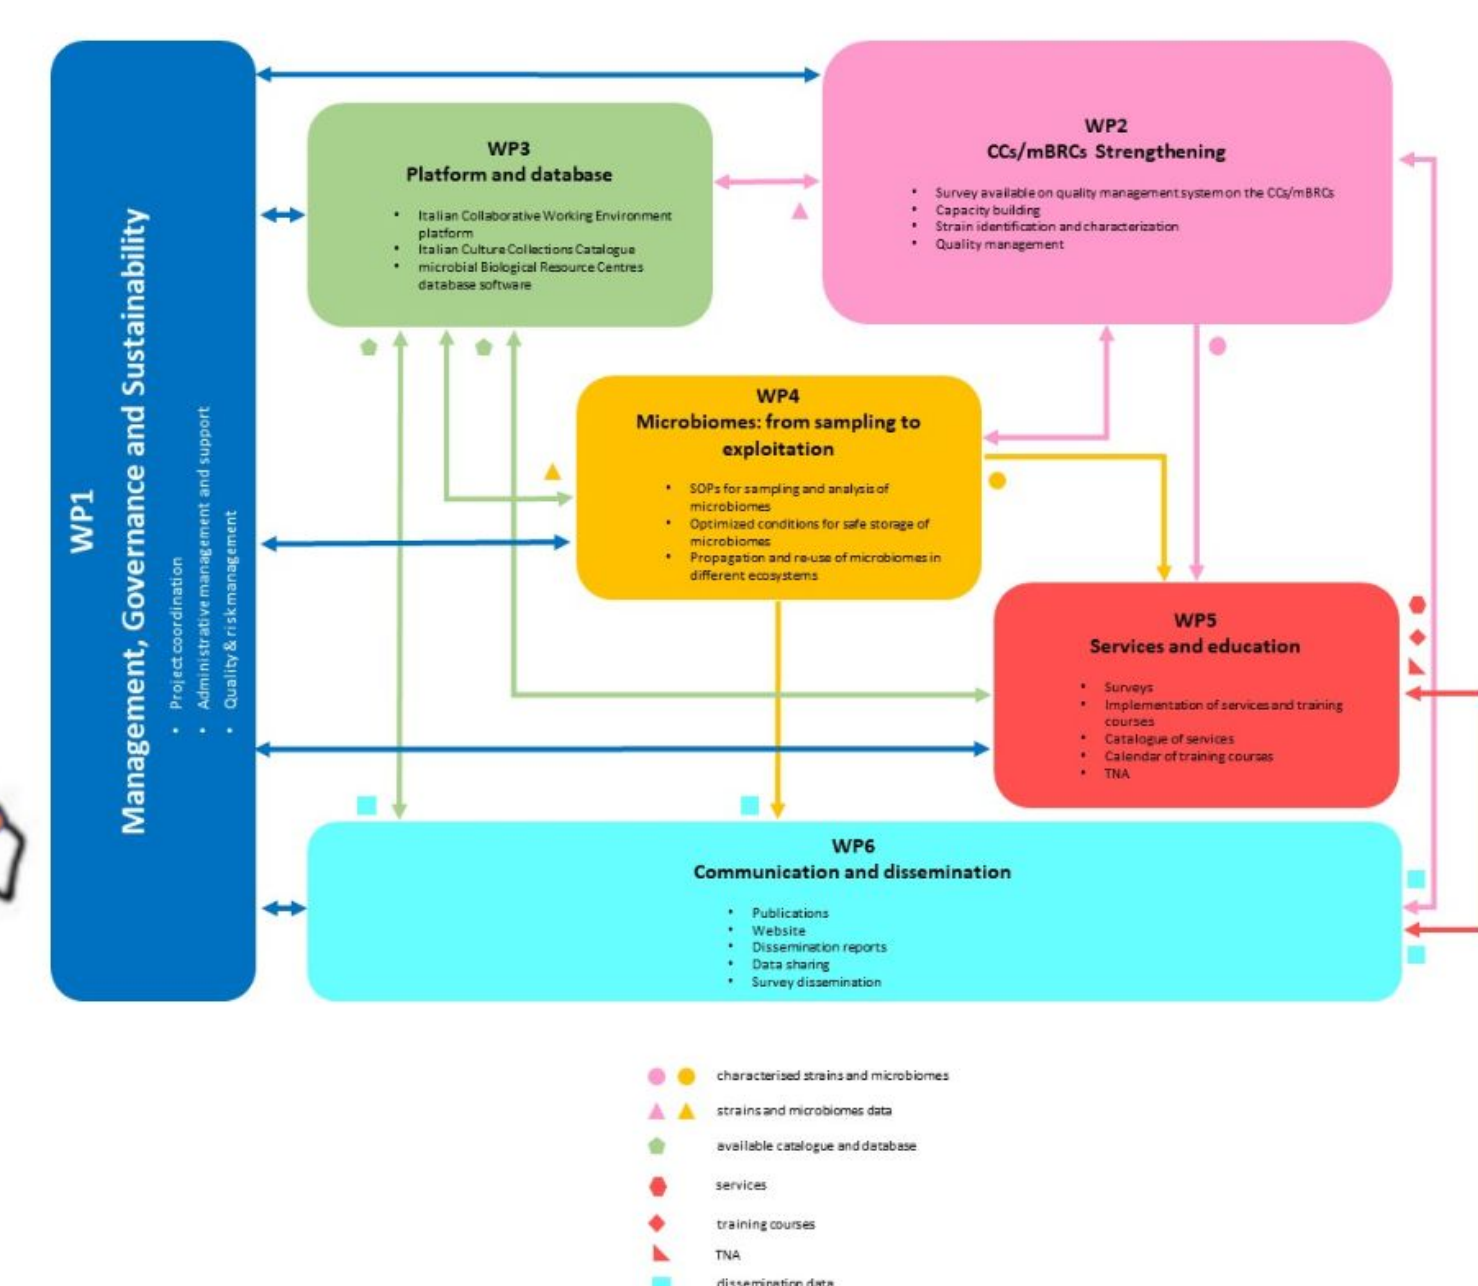 WP1
Management, Governance and Sustainability
• Project coordination
• Administrative management and support
• Quality & risk management
WP3
Platform and database
• Italian Collaborative Working Environment
platform
• Italian Culture Collections Catalogue
• microbial Biological Resource Centres
database software
WP2
CCs/mBRCs Strengthening
• Survey available on quality management system on the CCs/mBRCs
• Capacity building
• Strain identification and characterization
• Quality management
WP4
Microbiomes: from sampling to
exploitation
• SOPs for sampling and analysis of
microbiomes
• Optimized conditions for safe storage of
microbiomes
• Propagation and re-use of microbiomes in
different ecosystems
WP5
Services and education
• Surveys
• Implementation of services and training
courses
• Catalogue of services
• Calendar of training courses
• TNA
WP6
Communication and dissemination
• Publications
• Website
• Dissemination reports
• Data sharing
• Survey dissemination
characterised strains and microbiomes
strains and microbiomes data
available catalogue and database
services
training courses
TNA
dissemination data